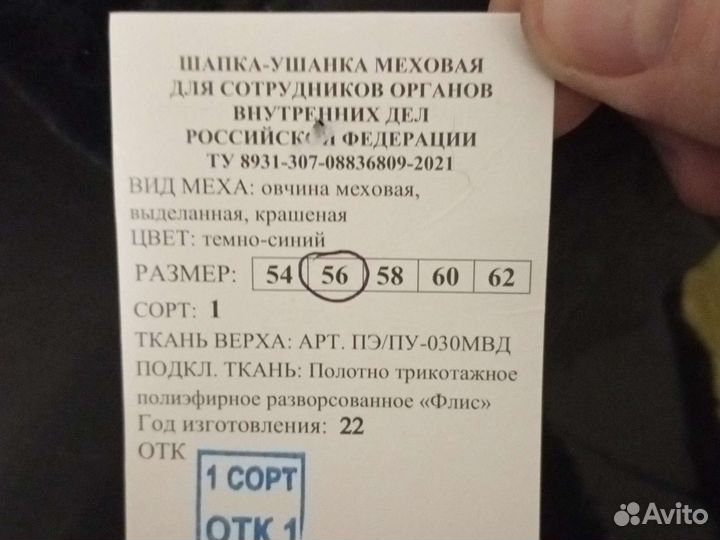 ШАПКА-УШАНКА МЕХОВАЯ
ДЛЯ СОТРУДНИКОВ ОРГАНОВ
ВНУТРЕННИХ ДЕЛ
РОССИЙСКОЙ ФЕДЕРАЦИИ
ТУ 8931-307-08836809-2021
ВИД МЕХА: овчина меховая,
выделанная, крашеная
ЦВЕТ: темно-синий
РАЗМЕР: 54 56 58 60 62
СОРТ: 1
ТКАНЬ ВЕРХА: АРТ. ПЭ/ПУ-030МВД
ПОДКЛ. ТКАНЬ: Полотно трикотажное
полиэфирное разворсованное «Флис»
Год изготовления: 22
ОТК
1 СОРТ
ОТК 1
Avito